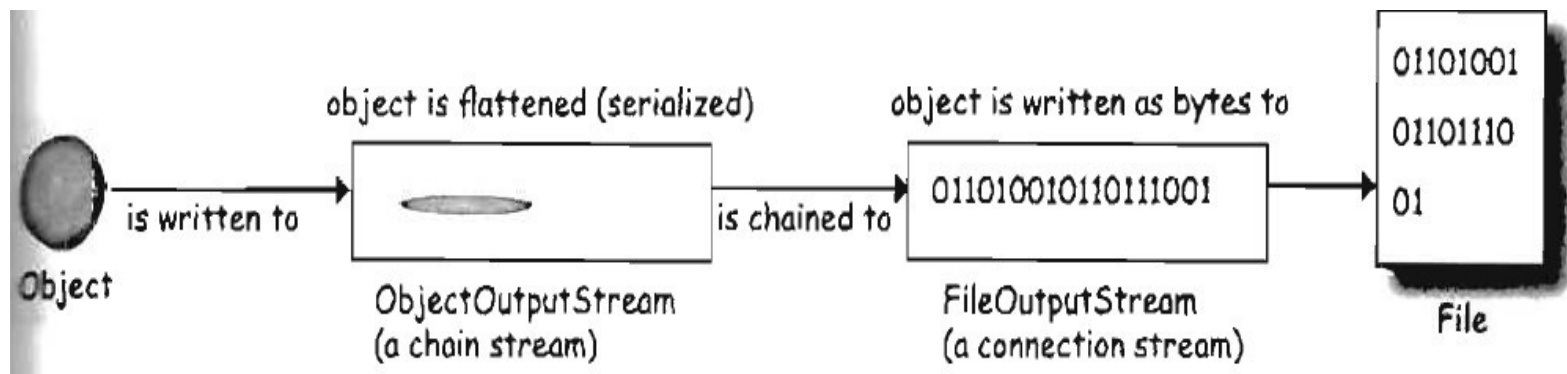 object is flattened (serialized)
object is written as bytes to
01101001
01101110
01
011010010110111001
is written to
is chained to
Object
ObjectOutputStream
(a chain stream)
FileOutputStream
(a connection stream)
File